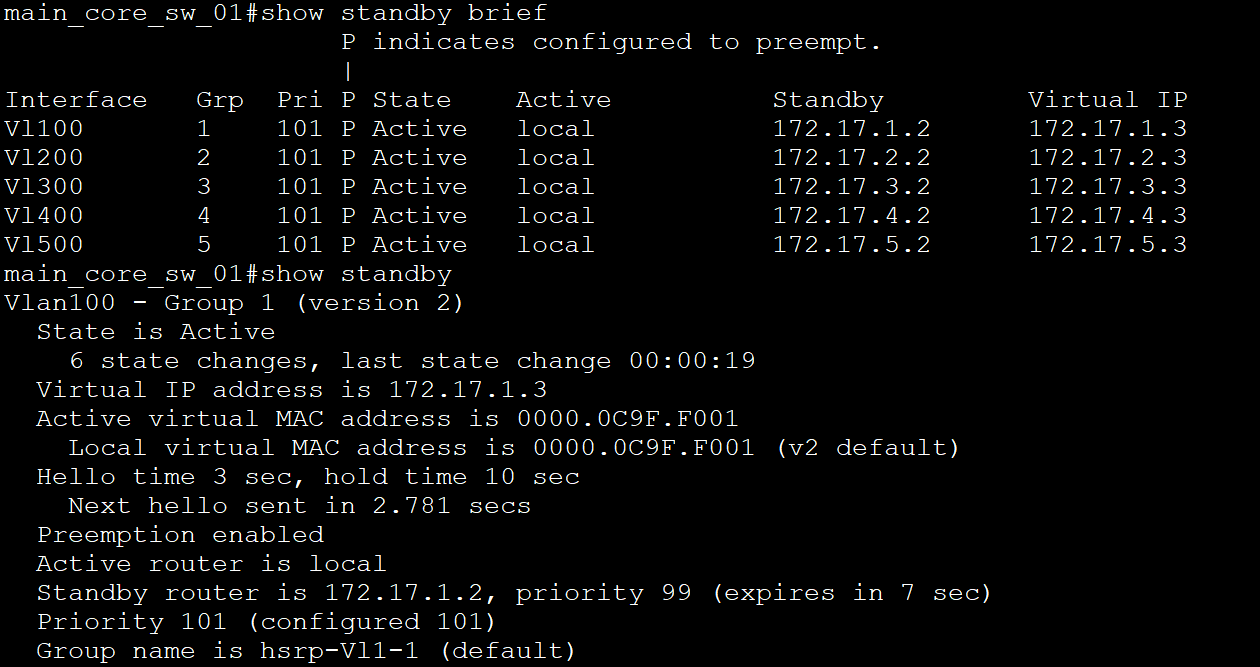 main_core_sw_01#show standby brief
P indicates configured to preempt.
|
Interface Grp Pri P State Active Standby Virtual IP
Vl100 1 101 P Active local 172.17.1.2 172.17.1.3
Vl200 2 101 P Active local 172.17.2.2 172.17.2.3
Vl300 3 101 P Active local 172.17.3.2 172.17.3.3
Vl400 4 101 P Active local 172.17.4.2 172.17.4.3
Vl500 5 101 P Active local 172.17.5.2 172.17.5.3
main_core_sw_01#show standby
Vlan100 - Group 1 (version 2)
State is Active
6 state changes, last state change 00:00:19
Virtual IP address is 172.17.1.3
Active virtual MAC address is 0000.0C9F.F001
Local virtual MAC address is 0000.0C9F.F001 (v2 default)
Hello time 3 sec, hold time 10 sec
Next hello sent in 2.781 secs
Preemption enabled
Active router is local
Standby router is 172.17.1.2, priority 99 (expires in 7 sec)
Priority 101 (configured 101)
Group name is hsrp-Vl1-1 (default)